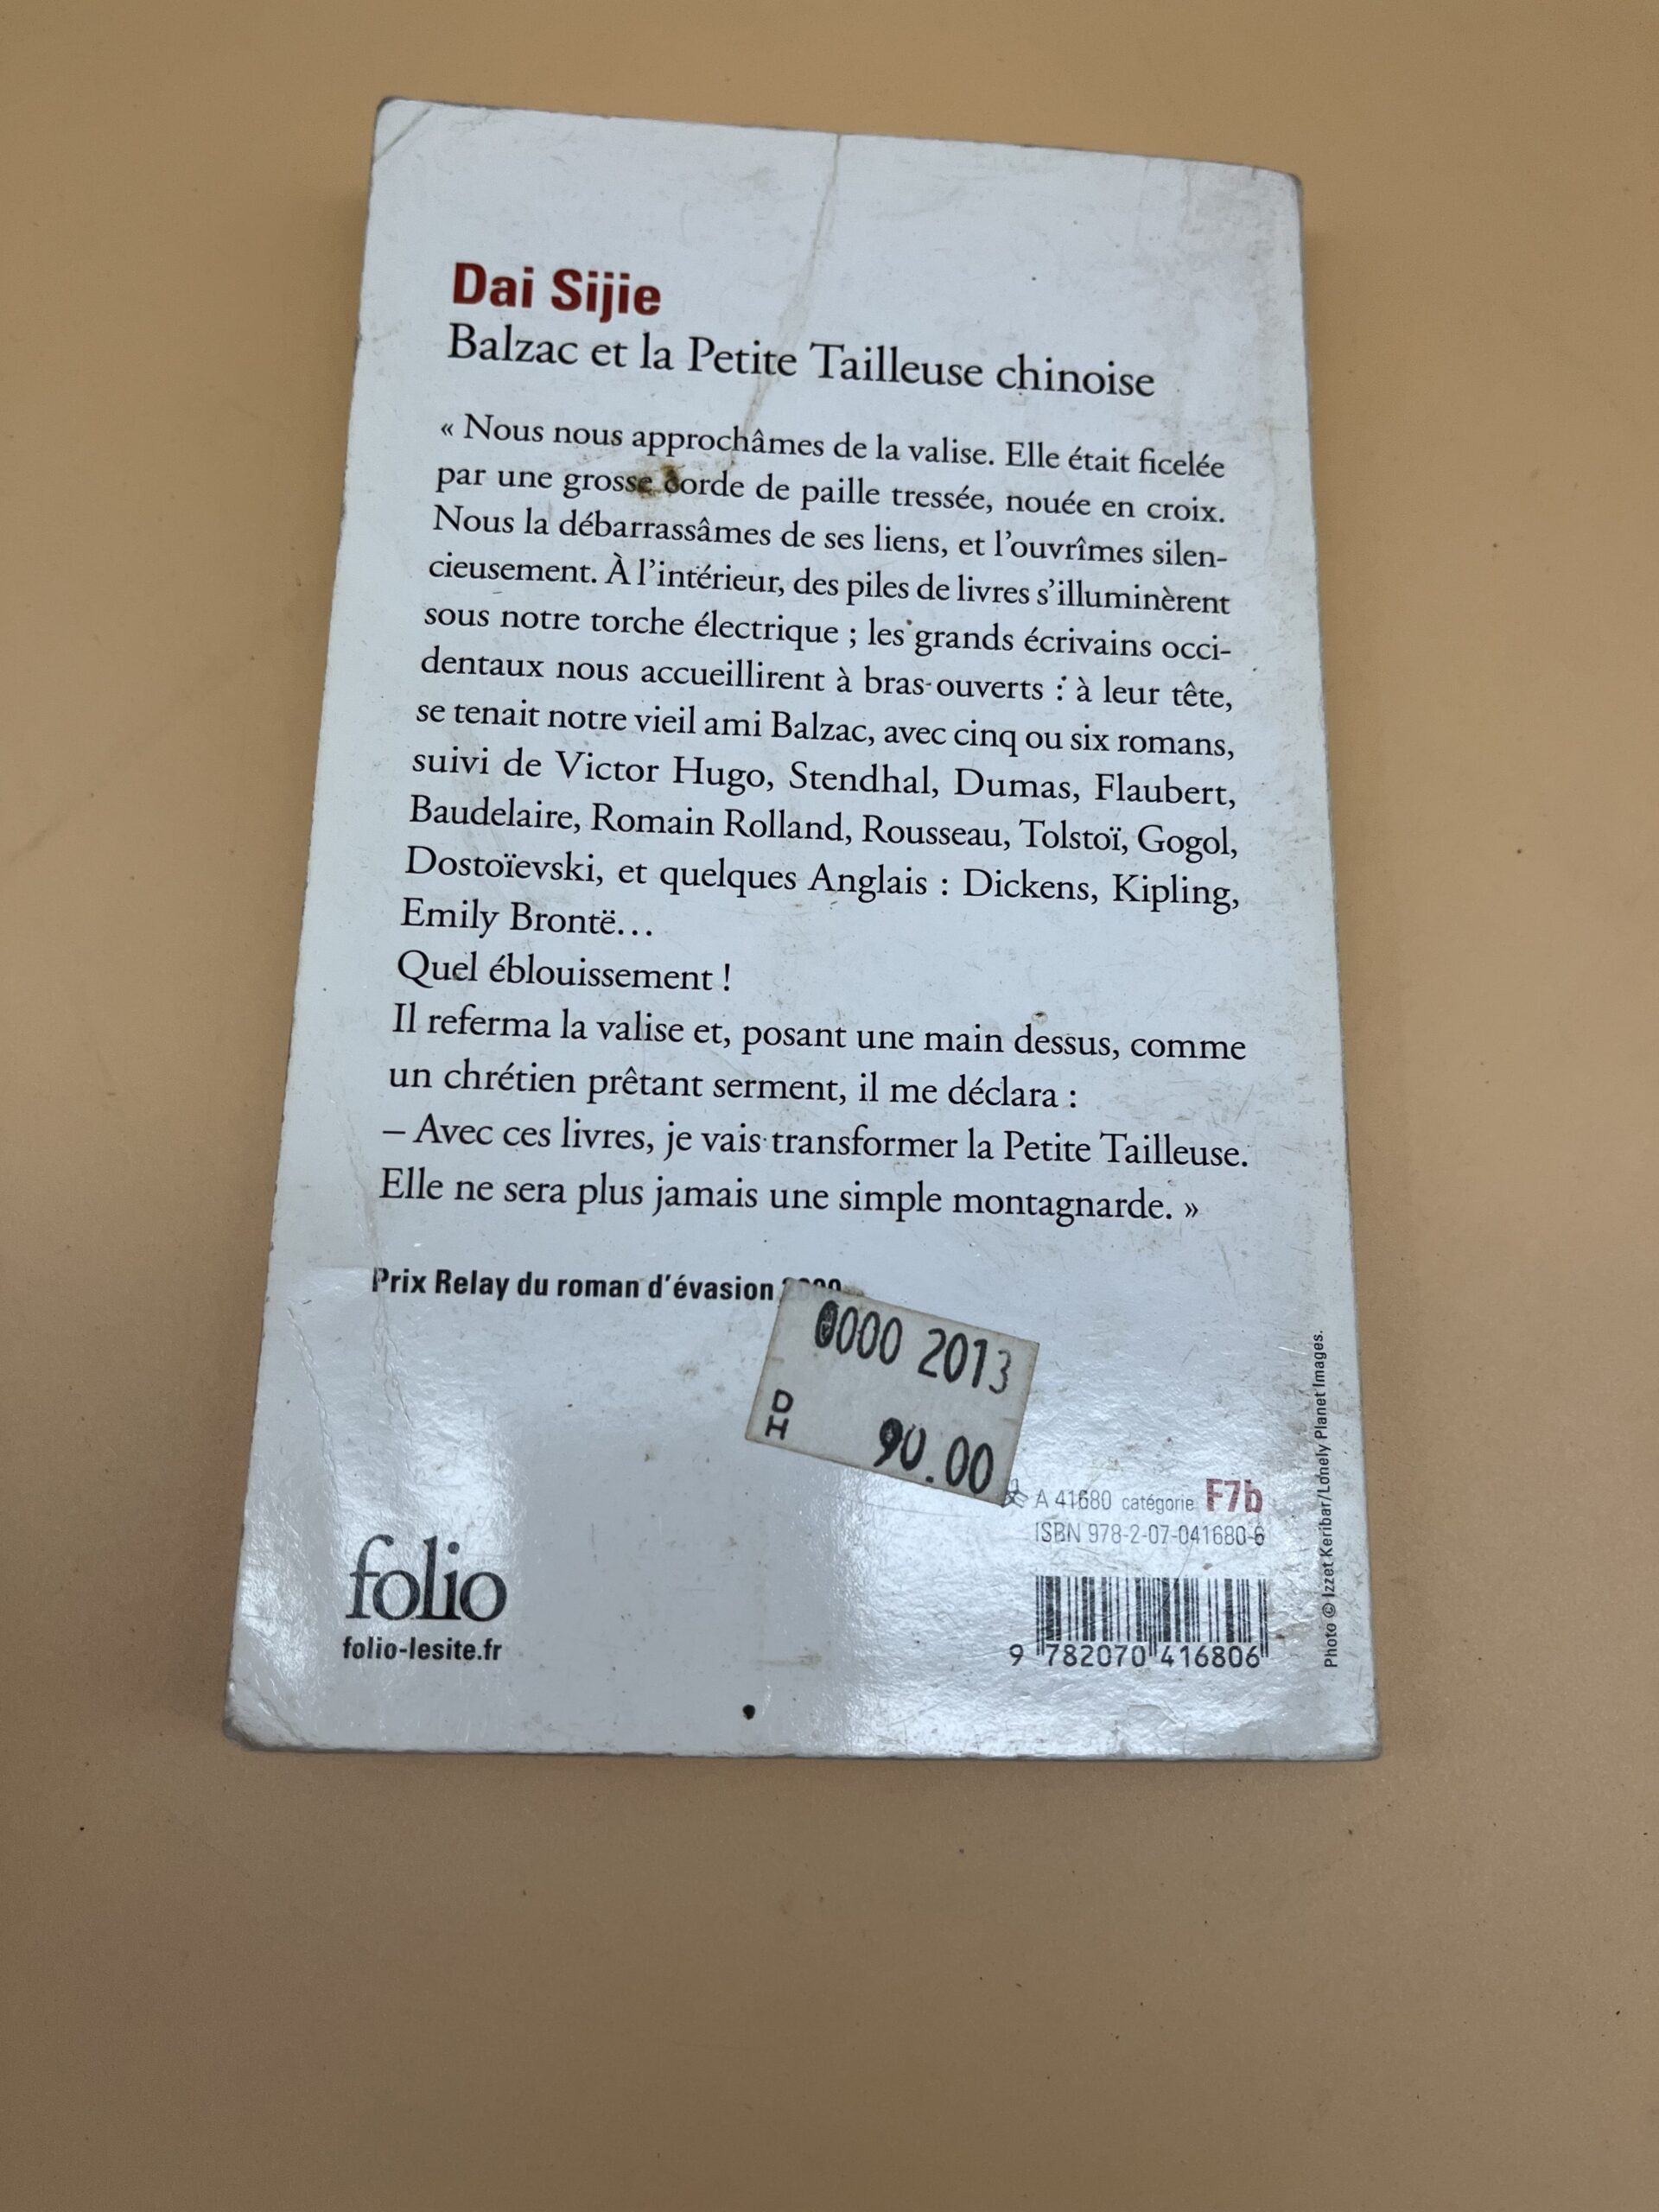 Dai Sijie
Balzac et la Petite Tailleuse chinoise
« Nous nous approchâmes de la valise. Elle était ficelée
par une grosse corde de paille tressée, nouée en croix.
Nous la débarrassâmes de ses liens, et l'ouvrîmes silen-
cieusement. À l'intérieur, des piles de livres s'illuminèrent
sous notre torche électrique ; les grands écrivains occi-
dentaux nous accueillirent à bras ouverts : à leur tête,
se tenait notre vieil ami Balzac, avec cinq ou six romans,
suivi de Victor Hugo, Stendhal, Dumas, Flaubert,
Baudelaire, Romain Rolland, Rousseau, Tolstoï, Gogol,
Dostoïevski, et quelques Anglais : Dickens, Kipling,
Emily Brontë...
Quel éblouissement !
Il referma la valise et, posant une main dessus, comme
un chrétien prêtant serment, il me déclara :
– Avec ces livres, je vais transformer la Petite Tailleuse.
Elle ne sera plus jamais une simple montagnarde. »
Prix Relay du roman d'évasion
0000 2013
DH 90.00
A 41680 catégorie F7b
ISBN 978-2-07-041680-6
9 782070 416806
folio
folio-lesite.fr
Photo © Izzet Keribar/Lonely Planet Images.